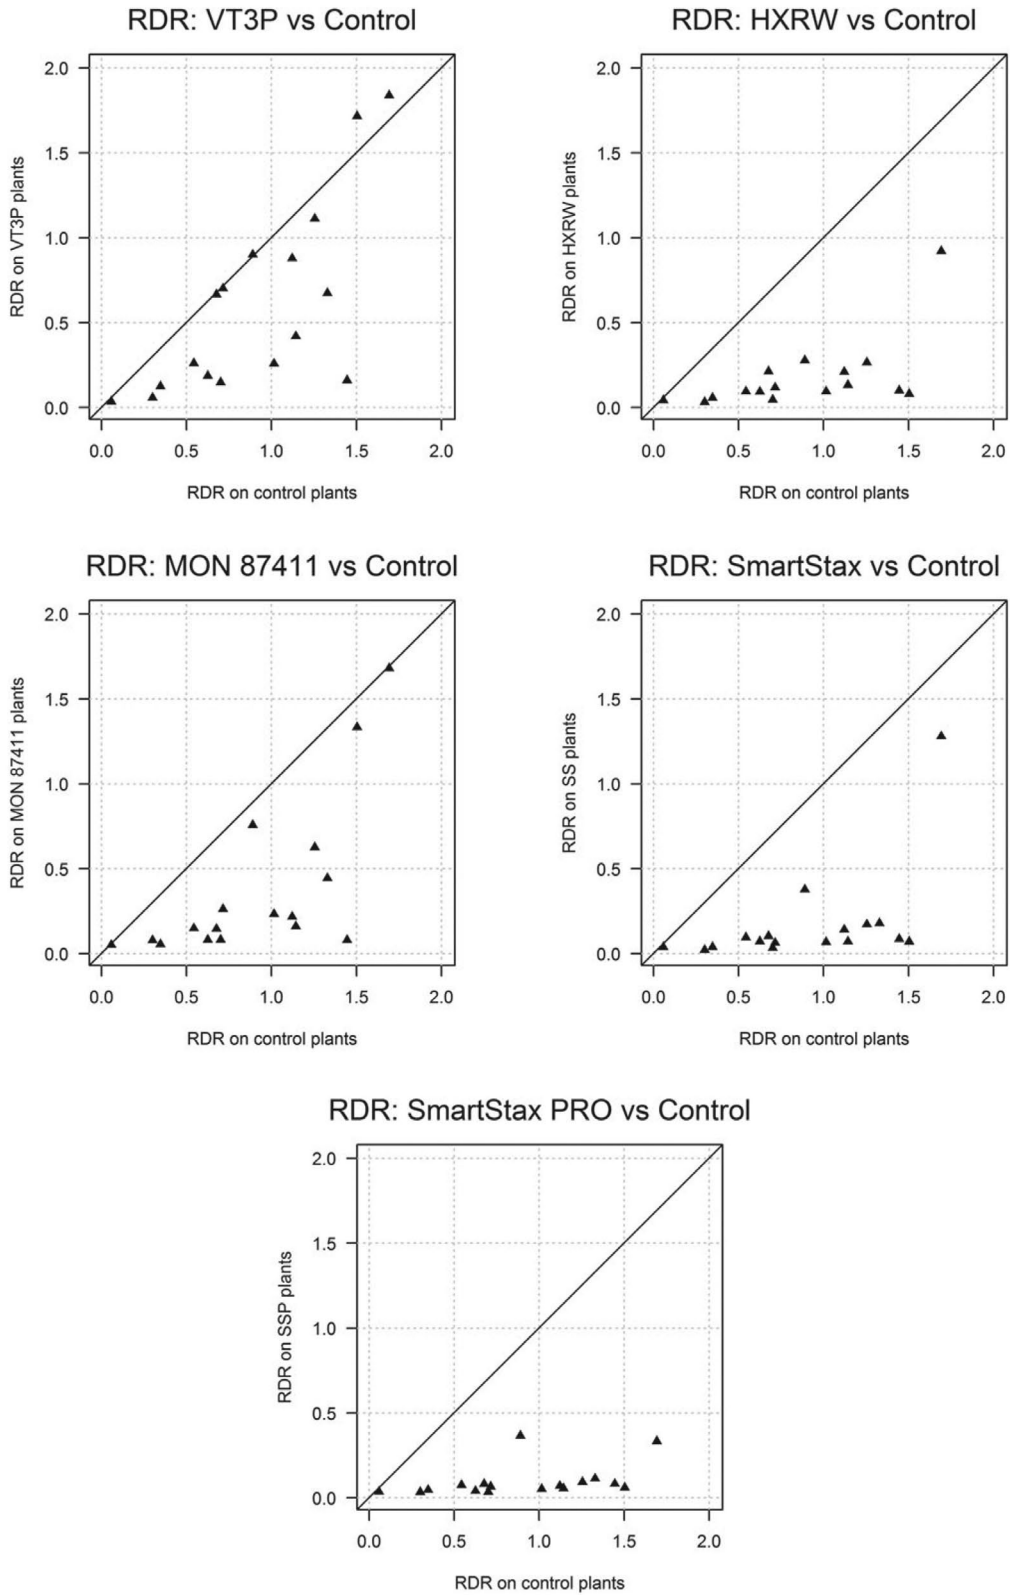 RDR: VT3P vs Control
2.0
1.5
1.0
0.5
0.0
RDR on VT3P plants
0.0 0.5 1.0 1.5 2.0
RDR on control plants
RDR: HXRW vs Control
2.0
1.5
1.0
0.5
0.0
RDR on HXRW plants
0.0 0.5 1.0 1.5 2.0
RDR on control plants
RDR: MON 87411 vs Control
2.0
1.5
1.0
0.5
0.0
RDR on MON 87411 plants
0.0 0.5 1.0 1.5 2.0
RDR on control plants
RDR: SmartStax vs Control
2.0
1.5
1.0
0.5
0.0
RDR on SS plants
0.0 0.5 1.0 1.5 2.0
RDR on control plants
RDR: SmartStax PRO vs Control
2.0
1.5
1.0
0.5
0.0
RDR on SSP plants
0.0 0.5 1.0 1.5 2.0
RDR on control plants